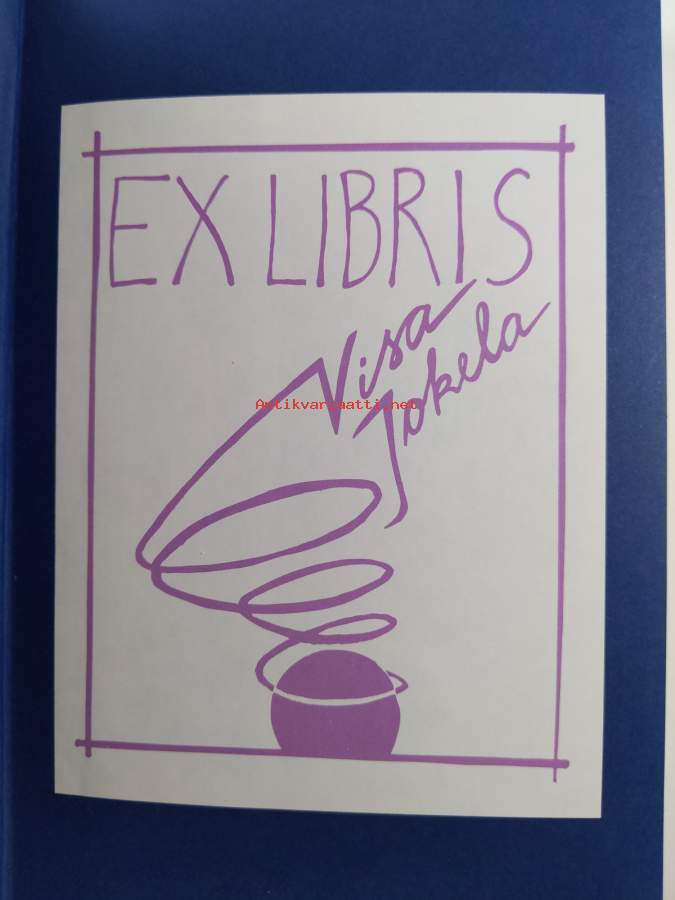 EX LIBRIS
Visa
Jokela
Antikvariaatti.net